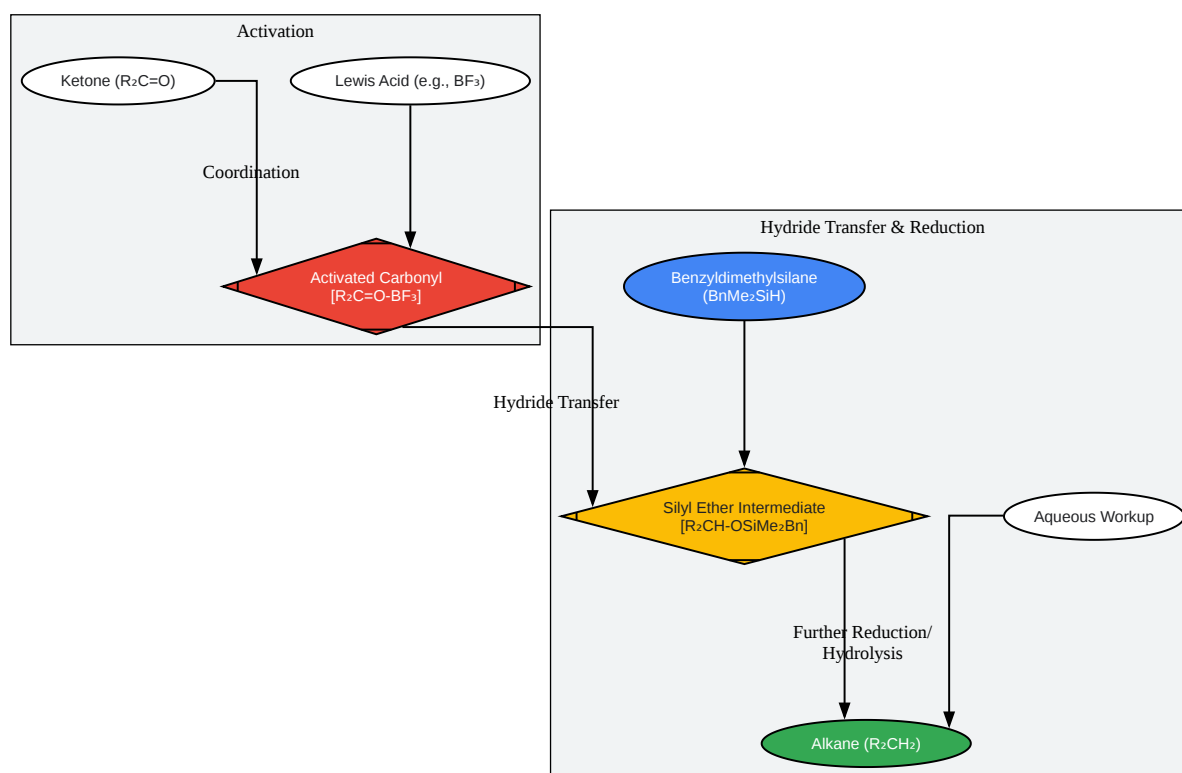 Activation
Ketone (R₂C=O)
Lewis Acid (e.g., BF₃)
Coordination
Activated Carbonyl
[R₂C=O-BF₃]
Hydride Transfer & Reduction
Benzyldimethylsilane
(BnMe₂SiH)
Hydride Transfer
Silyl Ether Intermediate
[R₂CH-OSiMe₂Bn]
Aqueous Workup
Further Reduction/
Hydrolysis
Alkane (R₂CH₂)